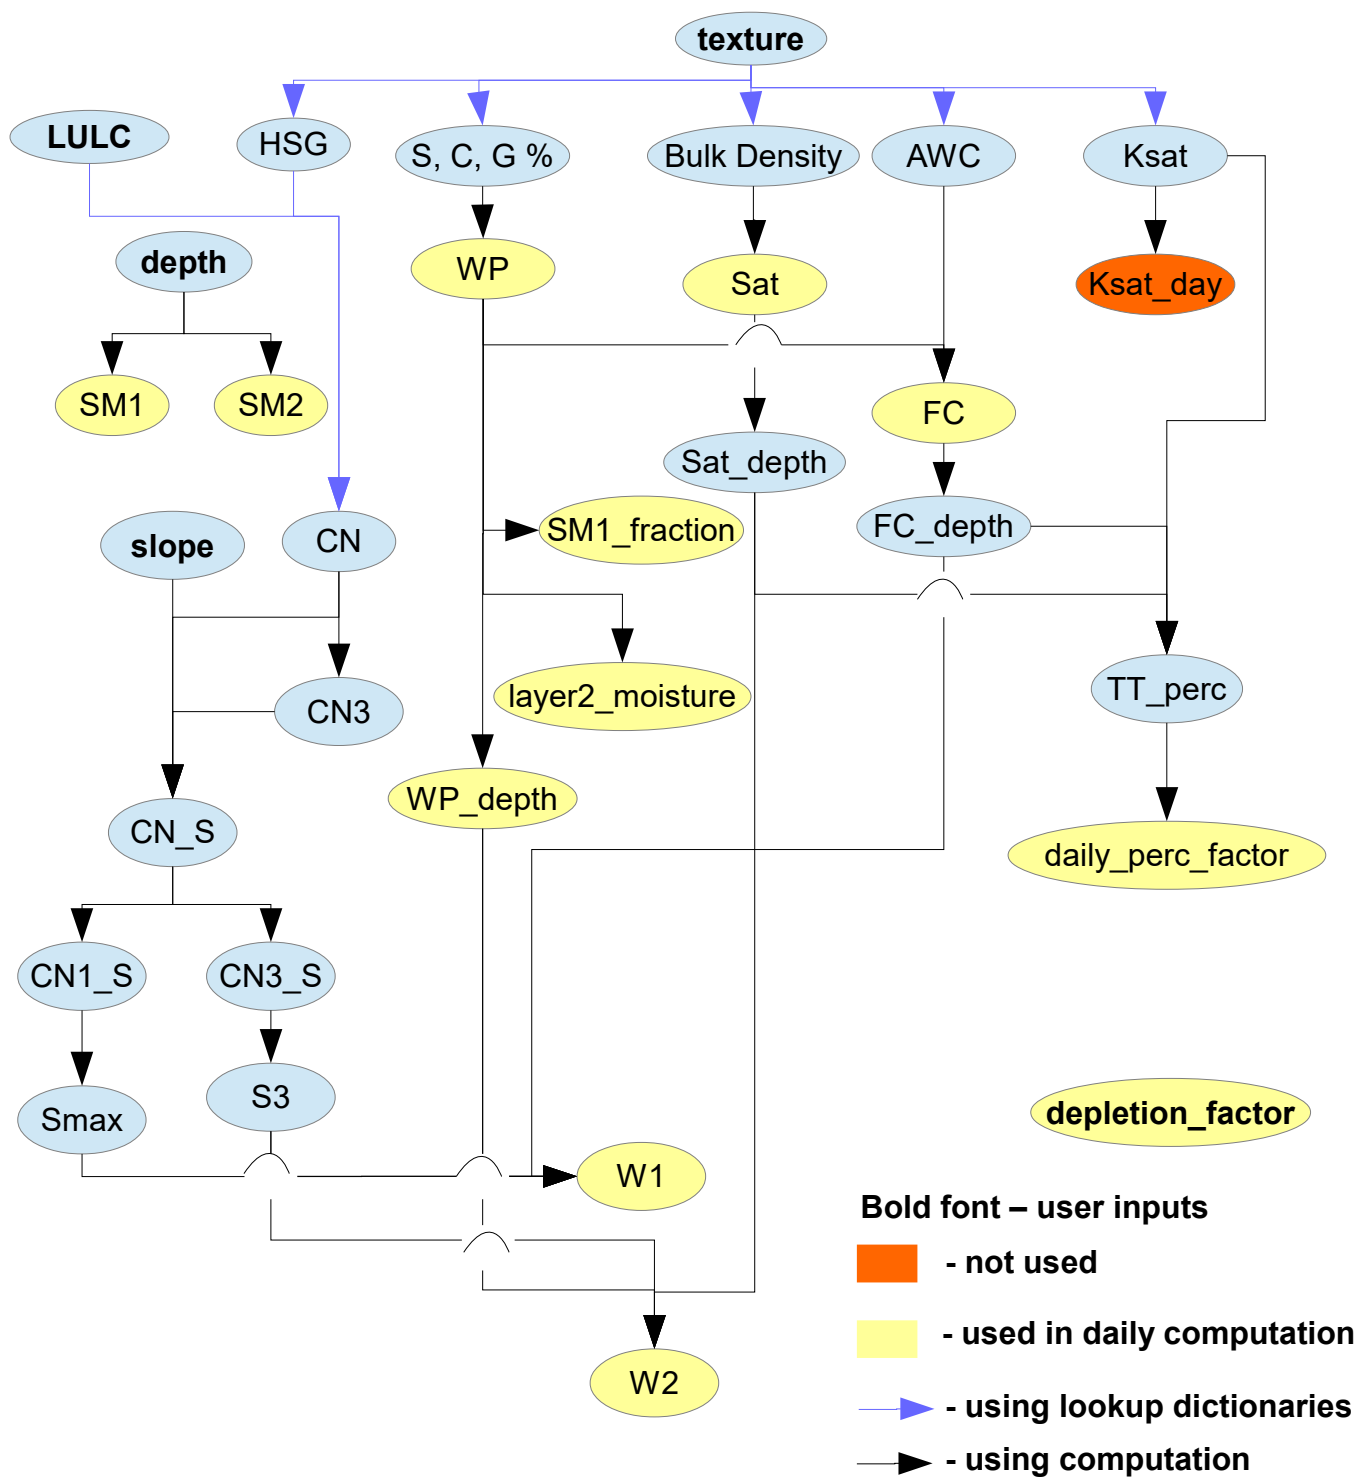 texture
LULC
HSG
S, C, G %
Bulk Density
AWC
Ksat
depth
WP
Sat
Ksat_day
SM1
SM2
FC
Sat_depth
slope
CN
SM1_fraction
FC_depth
CN3
layer2_moisture
TT_perc
WP_depth
CN_S
daily_perc_factor
CN1_S
CN3_S
Smax
S3
depletion_factor
W1
Bold font – user inputs
- not used
- used in daily computation
W2
- using lookup dictionaries
- using computation